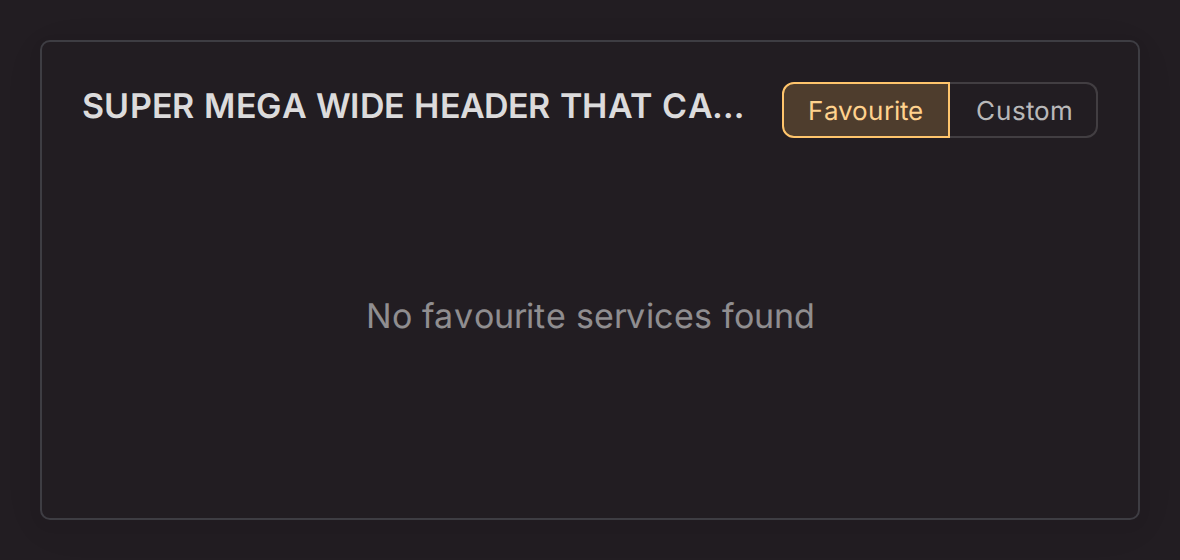 SUPER MEGA WIDE HEADER THAT CA...
Favourite
Custom
No favourite services found